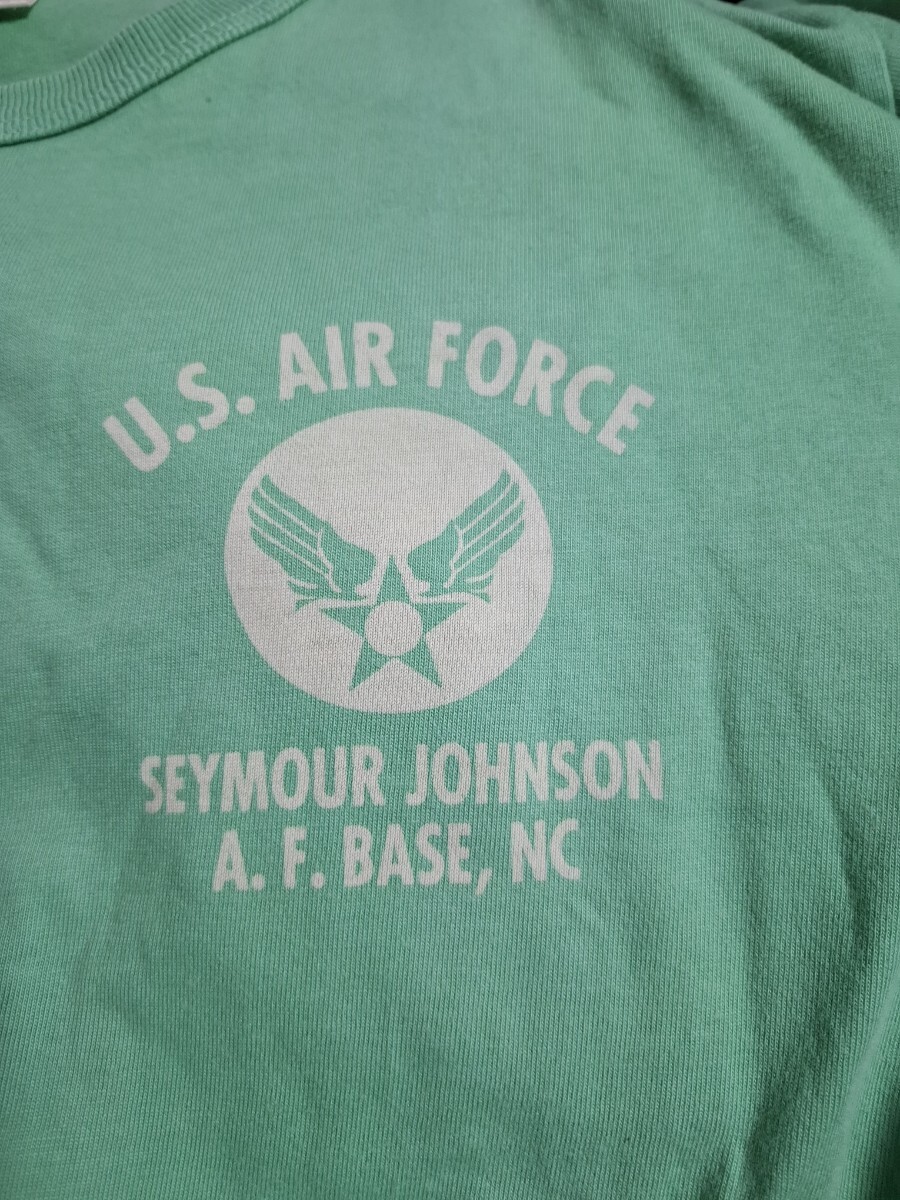 U.S. AIR FORCE
SEYMOUR JOHNSON
A. F. BASE, NC